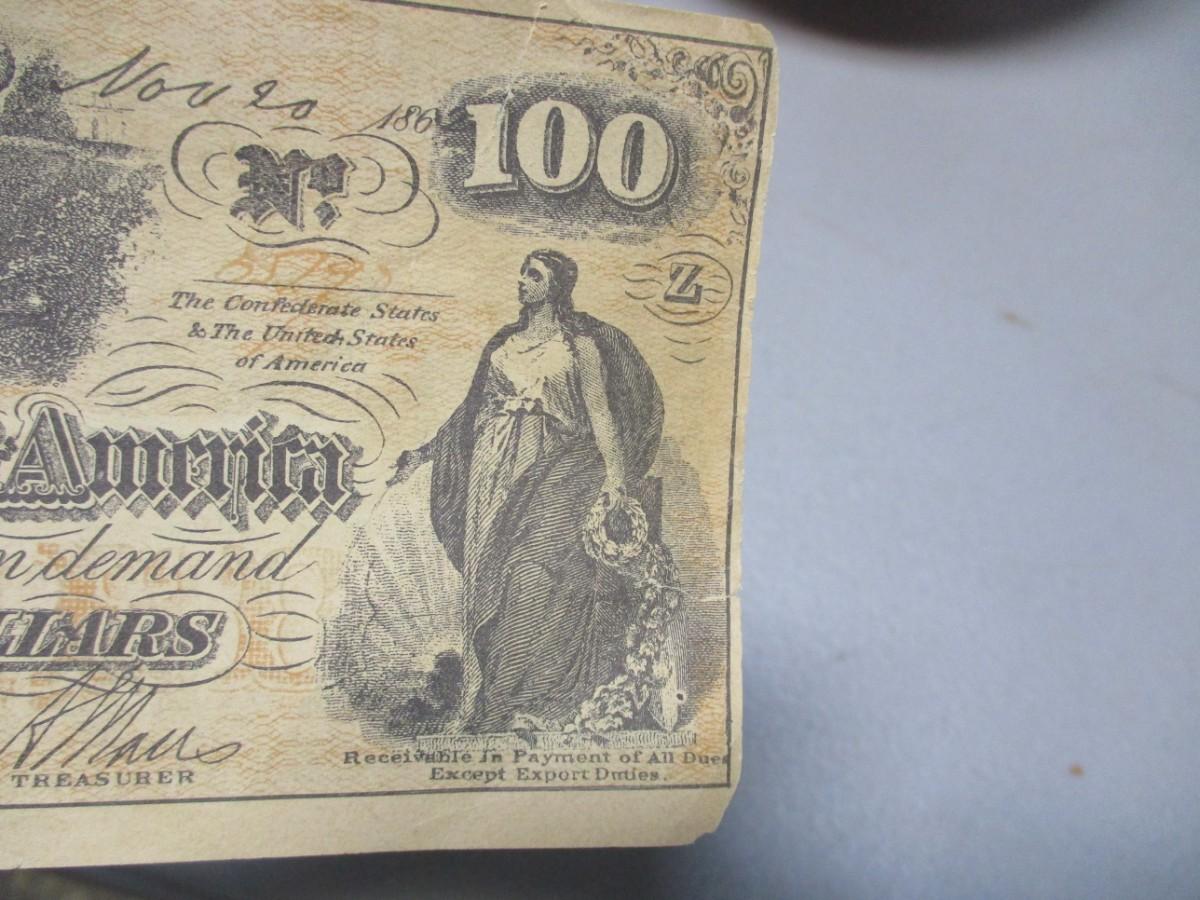 Nov 20 186
100
No.
Z
The Confederate States
& The United States
of America
America
n demand
LLARS
TREASURER
Receivable In Payment of All Dues
Except Export Duties.